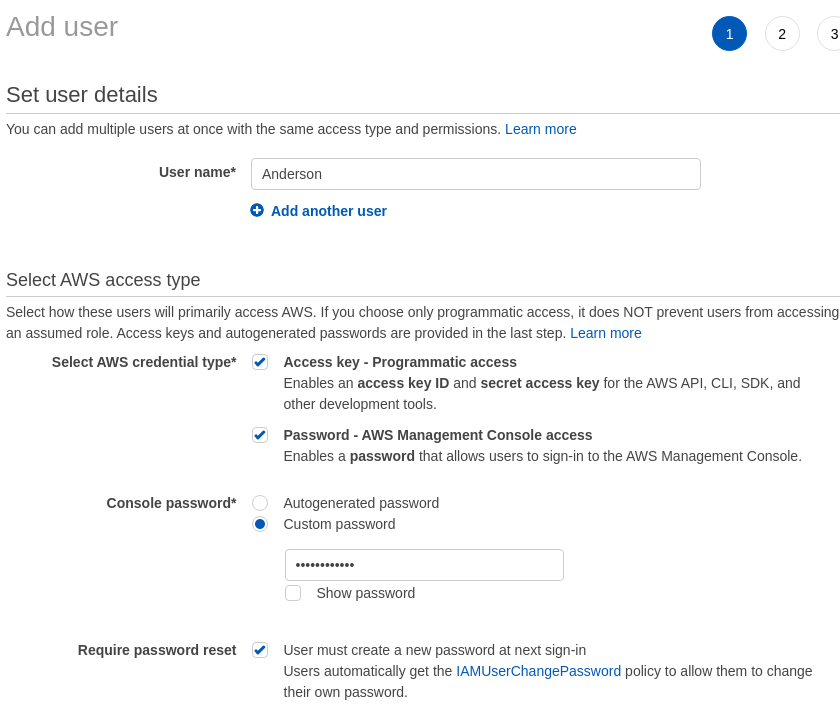 Add user
1 2 3
Set user details
You can add multiple users at once with the same access type and permissions. Learn more
User name* Anderson
Add another user
Select AWS access type
Select how these users will primarily access AWS. If you choose only programmatic access, it does NOT prevent users from accessing
an assumed role. Access keys and autogenerated passwords are provided in the last step. Learn more
Select AWS credential type* Access key - Programmatic access
Enables an access key ID and secret access key for the AWS API, CLI, SDK, and
other development tools.
Password - AWS Management Console access
Enables a password that allows users to sign-in to the AWS Management Console.
Console password* Autogenerated password
Custom password
••••••••••••
Show password
Require password reset User must create a new password at next sign-in
Users automatically get the IAMUserChangePassword policy to allow them to change
their own password.